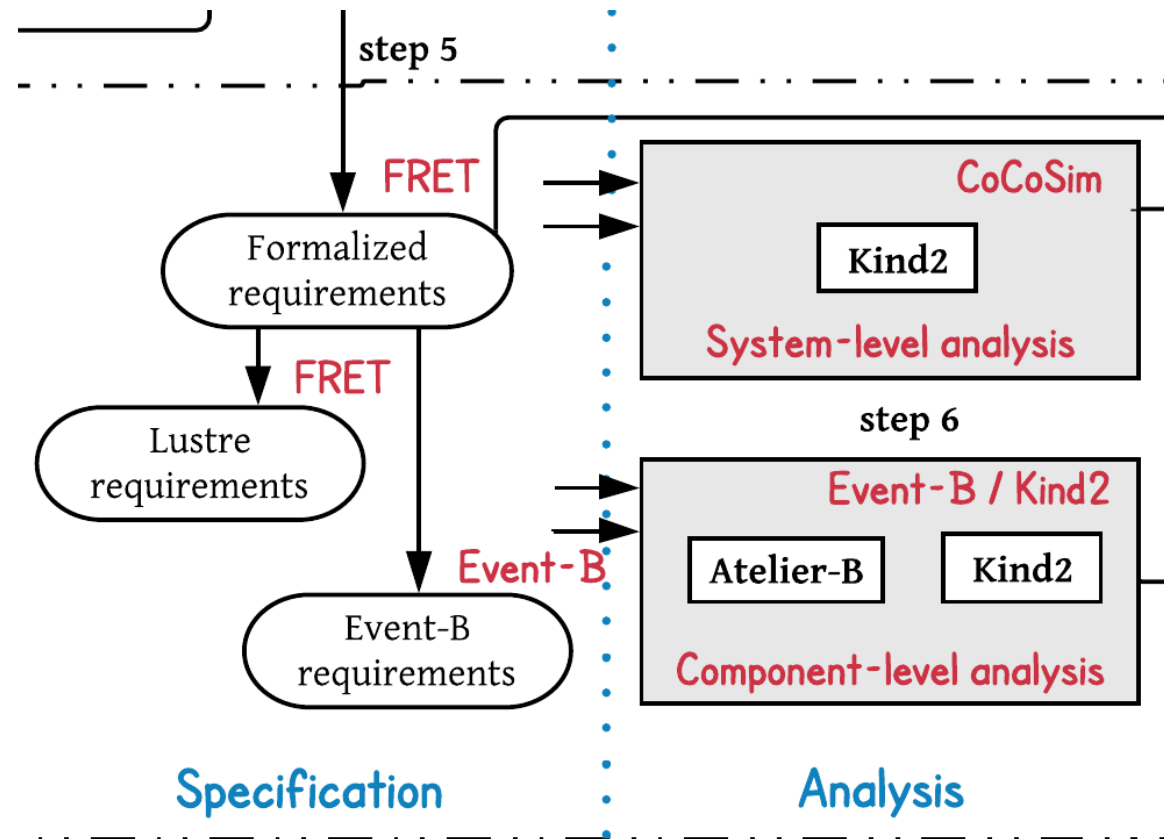 step 5
FRET
Formalized
requirements
FRET
Lustre
requirements
Event-B
Event-B
requirements
CoCoSim
Kind2
System-level analysis
step 6
Event-B / Kind2
Atelier-B
Kind2
Component-level analysis
Specification
Analysis